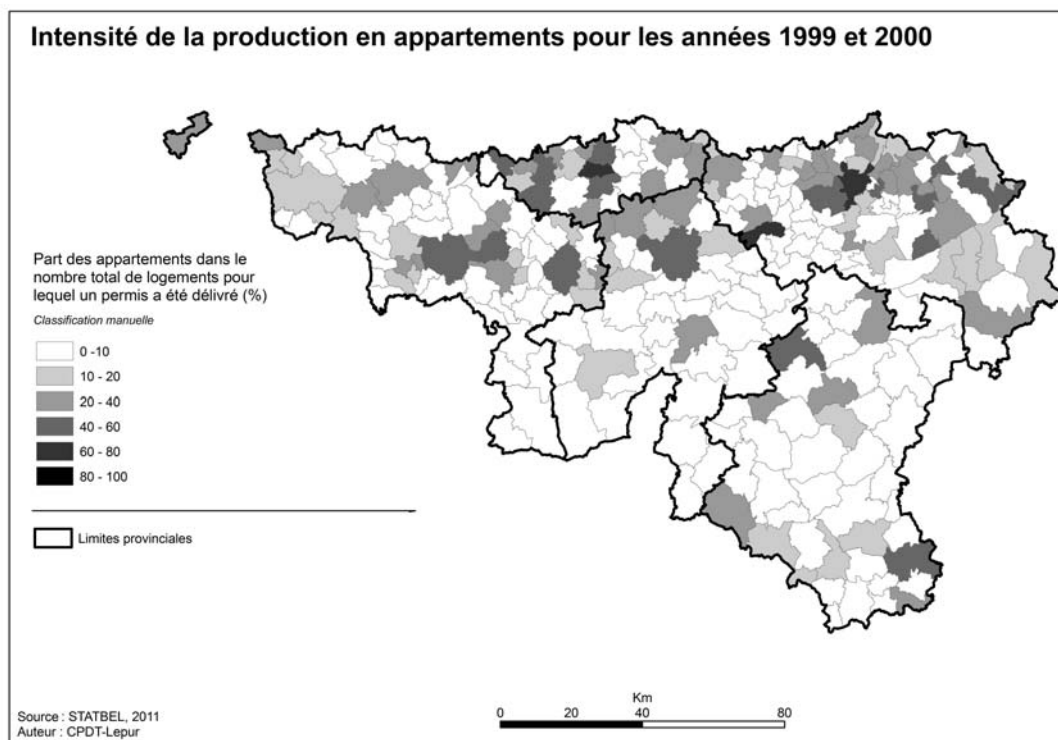 Intensité de la production en appartements pour les années 1999 et 2000
Part des appartements dans le
nombre total de logements pour
lequel un permis a été délivré (%)
Classification manuelle
0 -10
10 - 20
20 - 40
40 - 60
60 - 80
80 - 100
Limites provinciales
Km
0 20 40 80
Source : STATBEL, 2011
Auteur : CPDT-Lepur